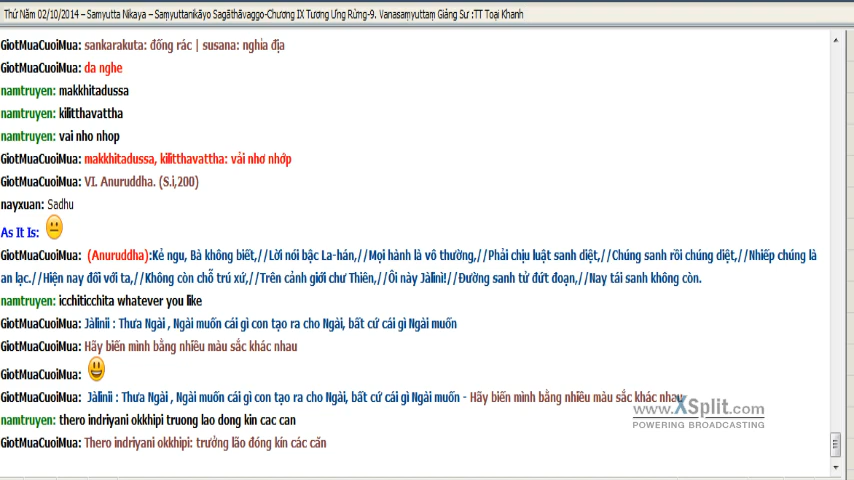 Thứ Năm 02/10/2014 – Samyutta Nikaya – Saṃyuttanikāyo Sagāthāvaggo-Chương IX Tương Ưng Rừng-9. Vanasaṃyuttaṃ Giảng Sư :TT Toại Khanh
GiotMuaCuoiMua: sankarakuta: đống rác | susana: nghĩa địa
GiotMuaCuoiMua: da nghe
namtruyen: makkhitadussa
namtruyen: kilitthavattha
namtruyen: vai nho nhop
GiotMuaCuoiMua: makkhitadussa, kilitthavattha: vải nhơ nhớp
GiotMuaCuoiMua: VI. Anuruddha. (S.i,200)
nayxuan: Sadhu
As It Is:
GiotMuaCuoiMua: (Anuruddha):Kẻ ngu, Bà không biết,//Lời nói bậc La-hán,//Mọi hành là vô thường,//Phải chịu luật sanh diệt,//Chúng sanh rồi chúng diệt,//Nhiếp chúng là
an lạc.//Hiện nay đối với ta,//Không còn chỗ trú xứ,//Trên cảnh giới chư Thiên,//Ôi này Jàlinì!//Đường sanh tử đứt đoạn,//Nay tái sanh không còn.
namtruyen: icchiticchita whatever you like
GiotMuaCuoiMua: Jàlinii : Thưa Ngài , Ngài muốn cái gì con tạo ra cho Ngài, bất cứ cái gì Ngài muốn
GiotMuaCuoiMua: Hãy biến mình bằng nhiêu màu sắc khác nhau
GiotMuaCuoiMua:
GiotMuaCuoiMua: Jàlinii : Thưa Ngài , Ngài muốn cái gì con tạo ra cho Ngài, bất cứ cái gì Ngài muốn - Hãy biến mình bằng nhiêu màu sắc khác nhau
www.XSplit.com
POWERING BROADCASTING
namtruyen: thero indriyani okkhipi truong lao dong kin cac can
GiotMuaCuoiMua: Thero indriyani okkhipi: trưởng lão đóng kín các căn